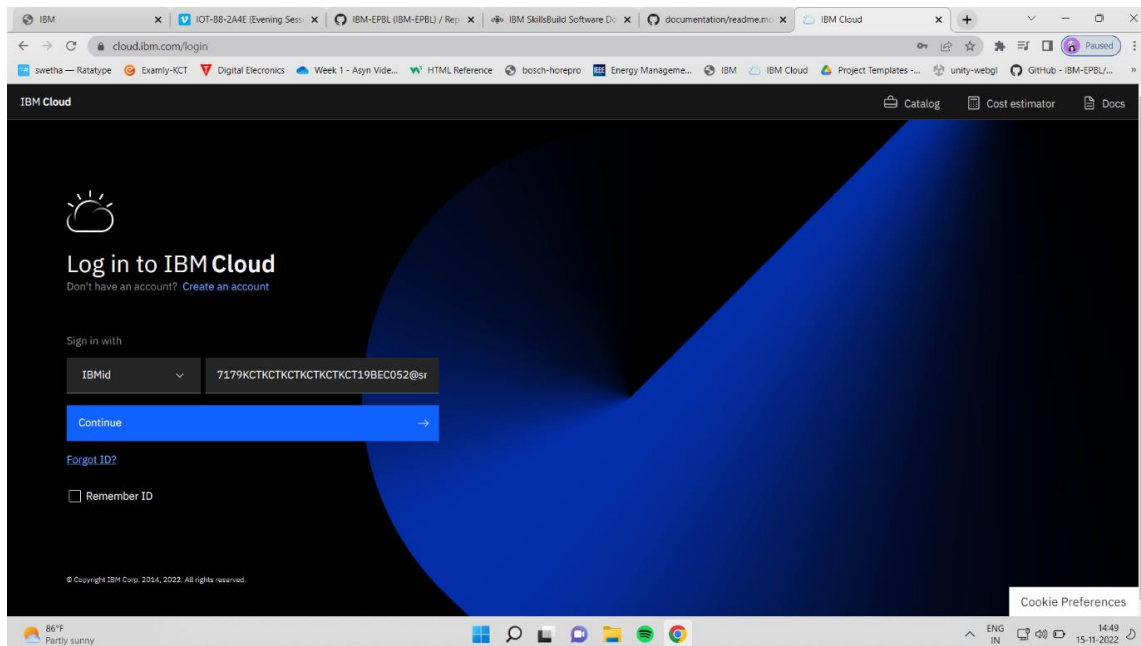 IBM
IOT-B8-2A4E (Evening Sessi
IBM-EPBL (IBM-EPBL) / Rep
IBM SkillsBuild Software Do
documentation/readme.mc
IBM Cloud
cloud.ibm.com/login
Paused
swetha — Ratatype
Examly-KCT
Digital Elecronics
Week 1 - Asyn Vide...
HTML Reference
bosch-horepro
Energy Manageme...
IBM
IBM Cloud
Project Templates -...
unity-webgl
GitHub - IBM-EPBL/...
IBM Cloud
Catalog
Cost estimator
Docs
Log in to IBM Cloud
Don't have an account? Create an account
Sign in with
IBMid
7179KCTKCTKCTKCTKCTKCT19BEC052@sr
Continue
Forgot ID?
Remember ID
© Copyright IBM Corp. 2014, 2022. All rights reserved.
Cookie Preferences
86°F
Partly sunny
ENG
IN
14:49
15-11-2022